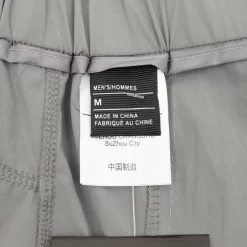 MEN'S/HOMMES
M
MADE IN CHINA
FABRIQUÉ AU CHINE
SuZhou City
中国制造